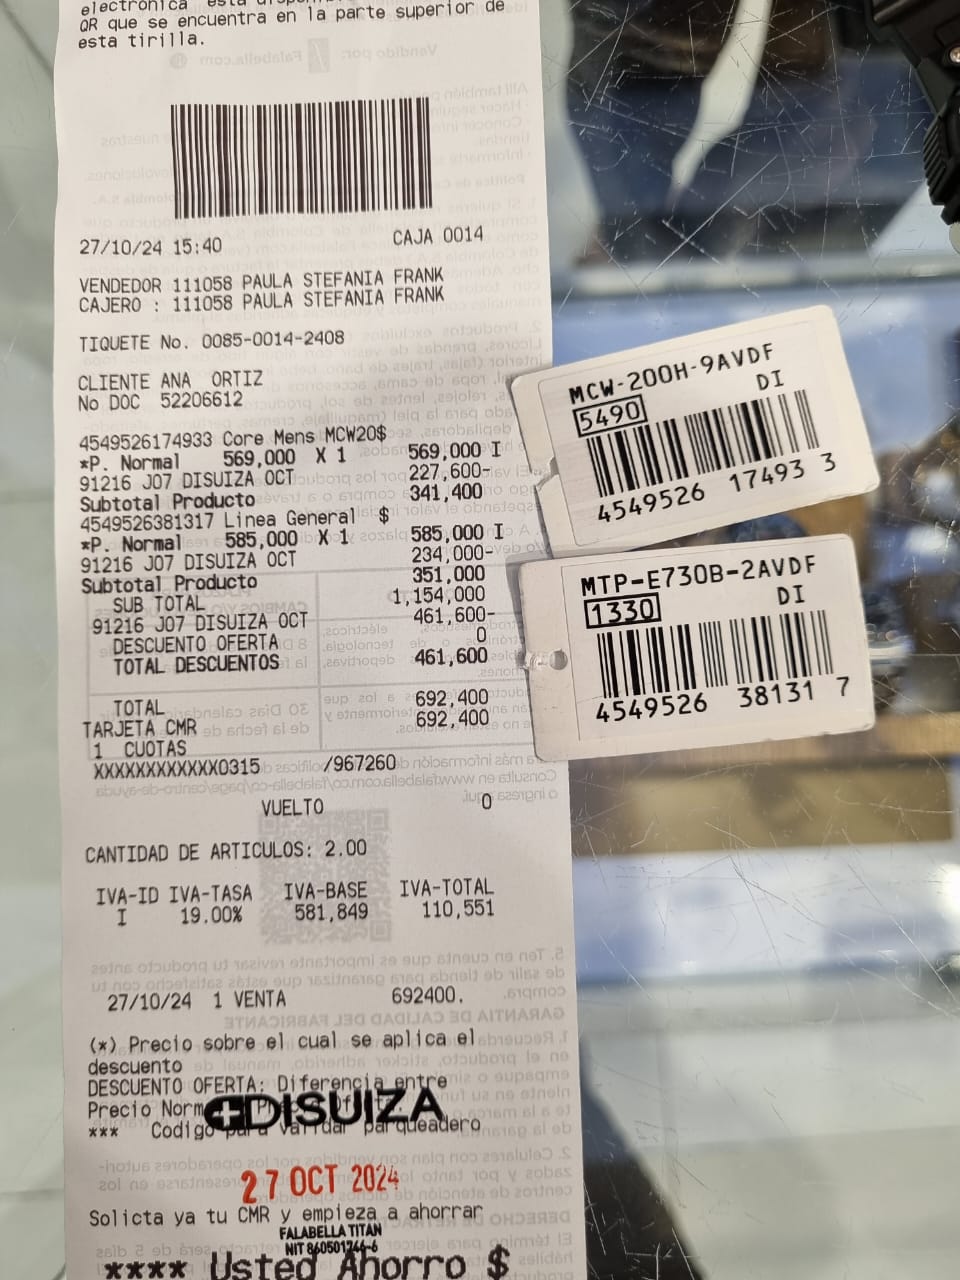 electrónica está
QR que se encuentra en la parte superior de
esta tirilla.
27/10/24 15:40 CAJA 0014
VENDEDOR 111058 PAULA STEFANIA FRANK
CAJERO : 111058 PAULA STEFANIA FRANK
TIQUETE No. 0085-0014-2408
CLIENTE ANA ORTIZ
No DOC 52206612
4549526174933 Core Mens MCW20$
*P. Normal 569,000 X 1 569,000 I
91216 J07 DISUIZA OCT 227,600-
Subtotal Producto 341,400
4549526381317 Linea General $
*P. Normal 585,000 X 1 585,000 I
91216 J07 DISUIZA OCT 234,000-
Subtotal Producto 351,000
SUB TOTAL 1,154,000
91216 J07 DISUIZA OCT 461,600-
DESCUENTO OFERTA 0
TOTAL DESCUENTOS 461,600
TOTAL 692,400
TARJETA CMR 692,400
1 CUOTAS
XXXXXXXXXXXX0315 /967260
VUELTO 0
CANTIDAD DE ARTICULOS: 2.00
IVA-ID IVA-TASA IVA-BASE IVA-TOTAL
I 19.00% 581,849 110,551
27/10/24 1 VENTA 692400.
(*) Precio sobre el cual se aplica el
descuento
DESCUENTO OFERTA: Diferencia entre
Precio
DISUIZA
*** Codigo para validar parqueadero
27 OCT 2024
Solicta ya tu CMR y empieza a ahorrar
FALABELLA TITAN
NIT 860501746-6
**** Usted Ahorro $
MCW-200H-9AVDF
5490 DI
4549526 17493 3
MTP-E730B-2AVDF
1330 DI
4549526 38131 7